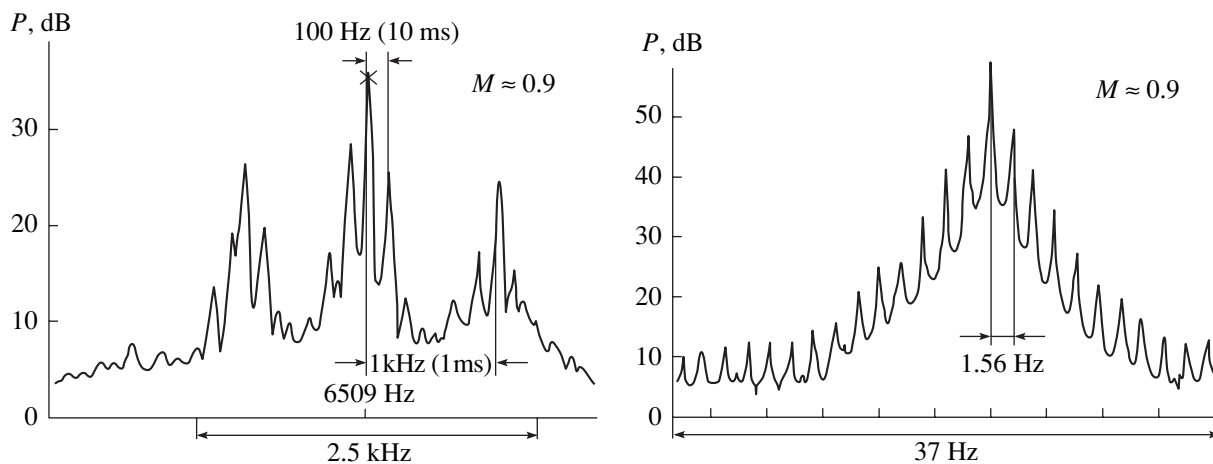 P, dB
100 Hz (10 ms)
M ≈ 0.9
30
20
10
0
1kHz (1ms)
6509 Hz
2.5 kHz
P, dB
M ≈ 0.9
50
40
30
20
10
0
1.56 Hz
37 Hz